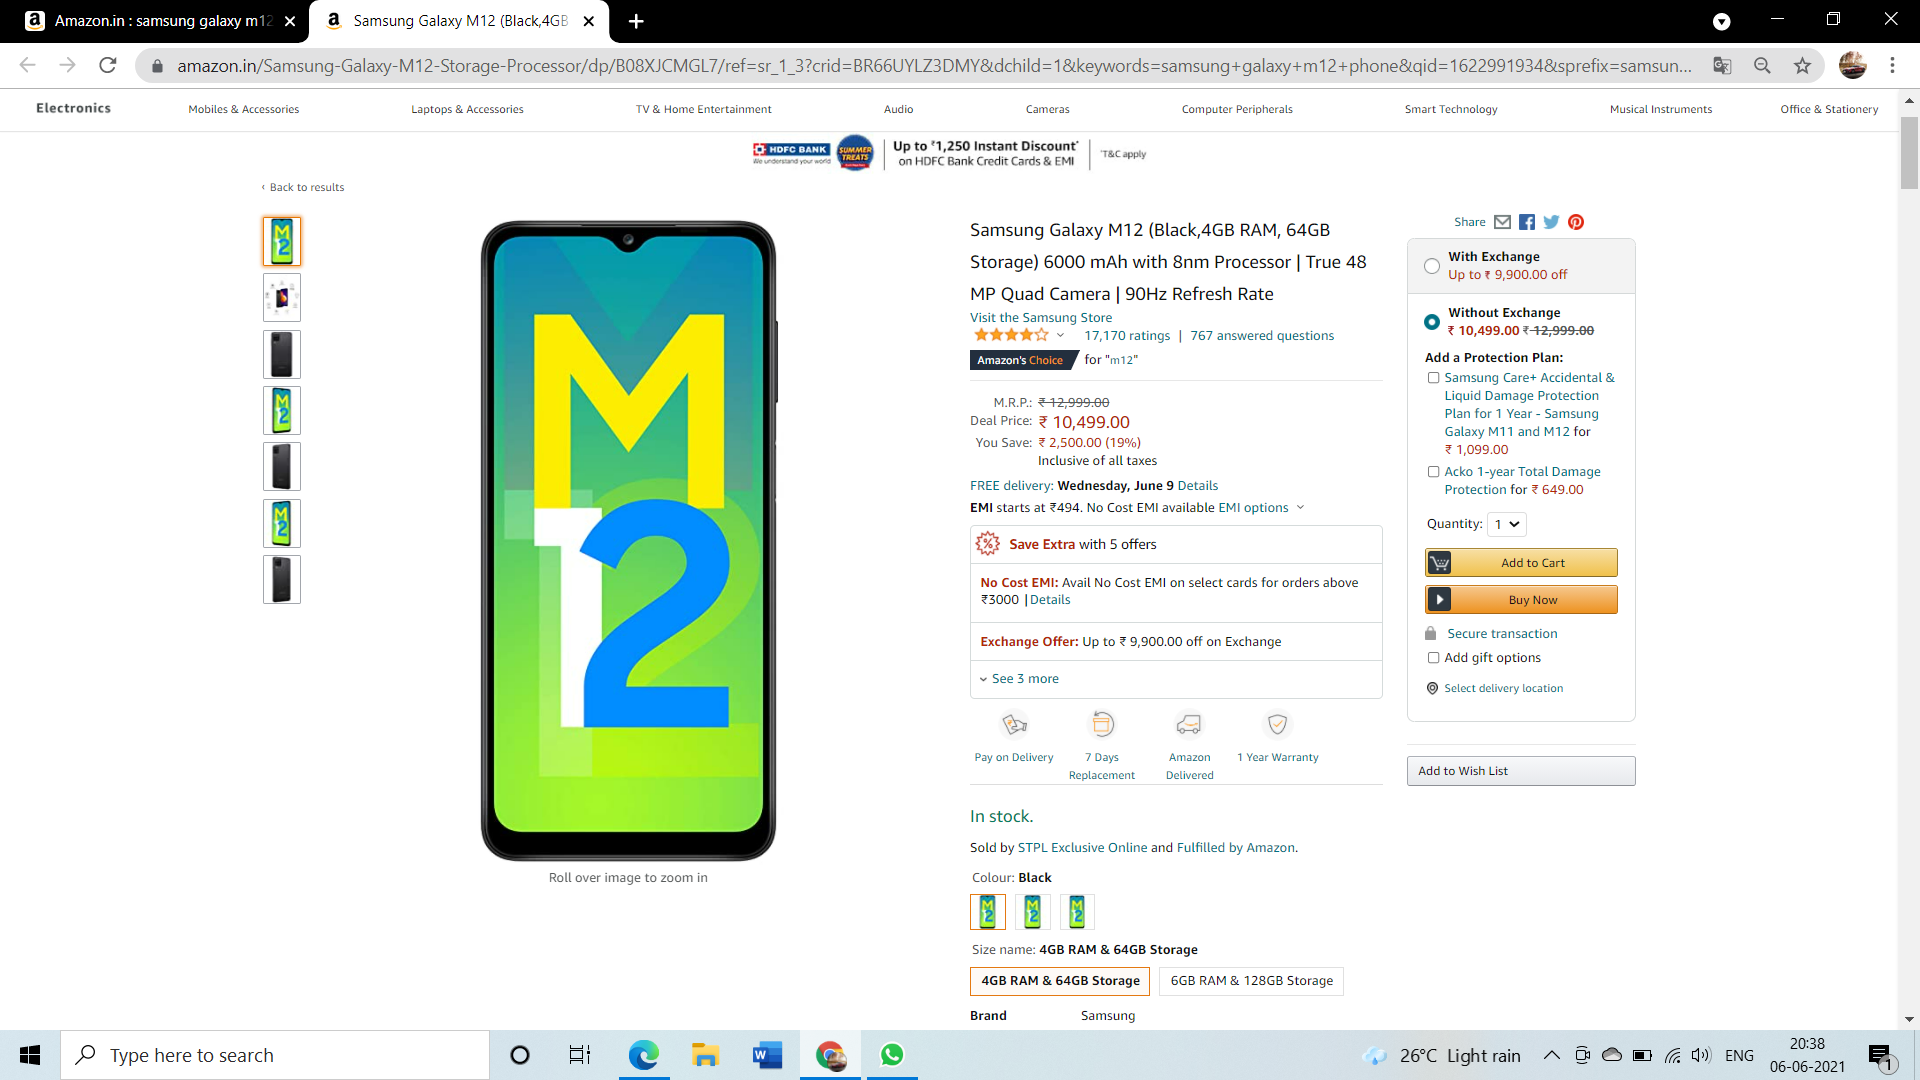 Amazon.in : samsung galaxy m12
Samsung Galaxy M12 (Black,4GB
amazon.in/Samsung-Galaxy-M12-Storage-Processor/dp/B08XJCMGL7/ref=sr_1_3?crid=BR66UYLZ3DMY&dchild=1&keywords=samsung+galaxy+m12+phone&qid=1622991934&sprefix=samsun...
Electronics Mobiles & Accessories Laptops & Accessories TV & Home Entertainment Audio Cameras Computer Peripherals Smart Technology Musical Instruments Office & Stationery
HDFC BANK
We understand your world
SUMMER TREATS
Up to ₹1,250 Instant Discount*
on HDFC Bank Credit Cards & EMI
*T&C apply
‹ Back to results
M
12
Roll over image to zoom in
Samsung Galaxy M12 (Black,4GB RAM, 64GB
Storage) 6000 mAh with 8nm Processor | True 48
MP Quad Camera | 90Hz Refresh Rate
Visit the Samsung Store
17,170 ratings | 767 answered questions
Amazon's Choice for "m12"
M.R.P.: ₹ 12,999.00
Deal Price: ₹ 10,499.00
You Save: ₹ 2,500.00 (19%)
Inclusive of all taxes
FREE delivery: Wednesday, June 9 Details
EMI starts at ₹494. No Cost EMI available EMI options
Save Extra with 5 offers
No Cost EMI: Avail No Cost EMI on select cards for orders above
₹3000 |Details
Exchange Offer: Up to ₹ 9,900.00 off on Exchange
See 3 more
Pay on Delivery
7 Days
Replacement
Amazon
Delivered
1 Year Warranty
In stock.
Sold by STPL Exclusive Online and Fulfilled by Amazon.
Colour: Black
Size name: 4GB RAM & 64GB Storage
4GB RAM & 64GB Storage 6GB RAM & 128GB Storage
Brand Samsung
Share
With Exchange
Up to ₹ 9,900.00 off
Without Exchange
₹ 10,499.00 ₹ 12,999.00
Add a Protection Plan:
Samsung Care+ Accidental &
Liquid Damage Protection
Plan for 1 Year - Samsung
Galaxy M11 and M12 for
₹ 1,099.00
Acko 1-year Total Damage
Protection for ₹ 649.00
Quantity: 1
Add to Cart
Buy Now
Secure transaction
Add gift options
Select delivery location
Add to Wish List
Type here to search
26°C Light rain
ENG
20:38
06-06-2021
1